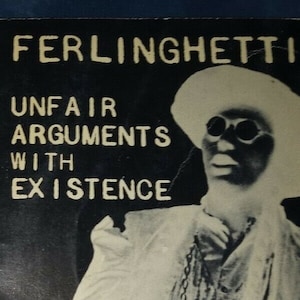 FERLINGHETTI
UNFAIR
ARGUMENTS
WITH
EXISTENCE